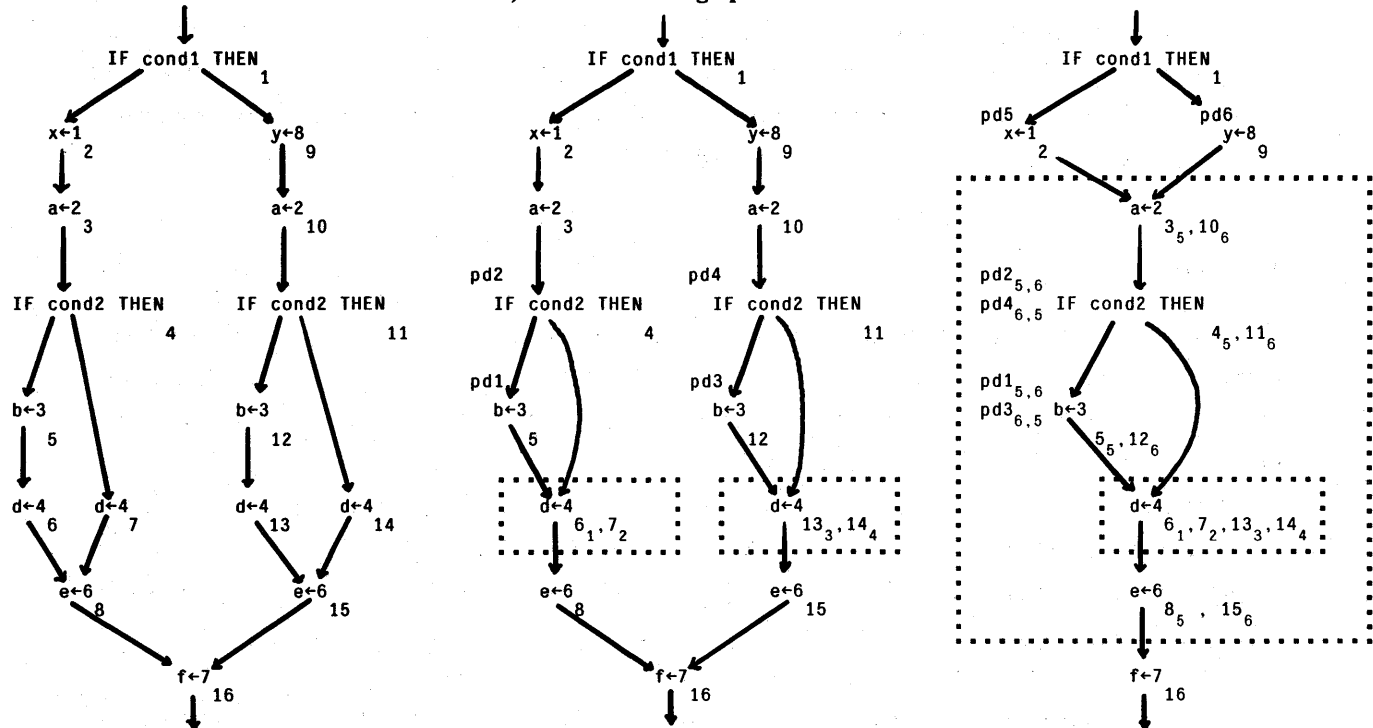 IF cond1 THEN
1
x←1
2
y←8
9
a←2
3
a←2
10
IF cond2 THEN
4
IF cond2 THEN
11
b←3
5
b←3
12
d←4
6
d←4
7
d←4
13
d←4
14
e←6
8
e←6
15
f←7
16
IF cond1 THEN
1
x←1
2
y←8
9
a←2
3
a←2
10
pd2
IF cond2 THEN
4
pd4
IF cond2 THEN
11
pd1
b←3
5
pd3
b←3
12
d←4
6₁,7₂
d←4
13₃,14₄
e←6
8
e←6
15
f←7
16
IF cond1 THEN
1
pd5
x←1
2
pd6
y←8
9
a←2
3₅,10₆
pd2₅,₆
pd4₆,₅ IF cond2 THEN
4₅,11₆
pd1₅,₆
pd3₆,₅ b←3
5₅,12₆
d←4
6₁,7₂,13₃,14₄
e←6
8₅ , 15₆
f←7
16